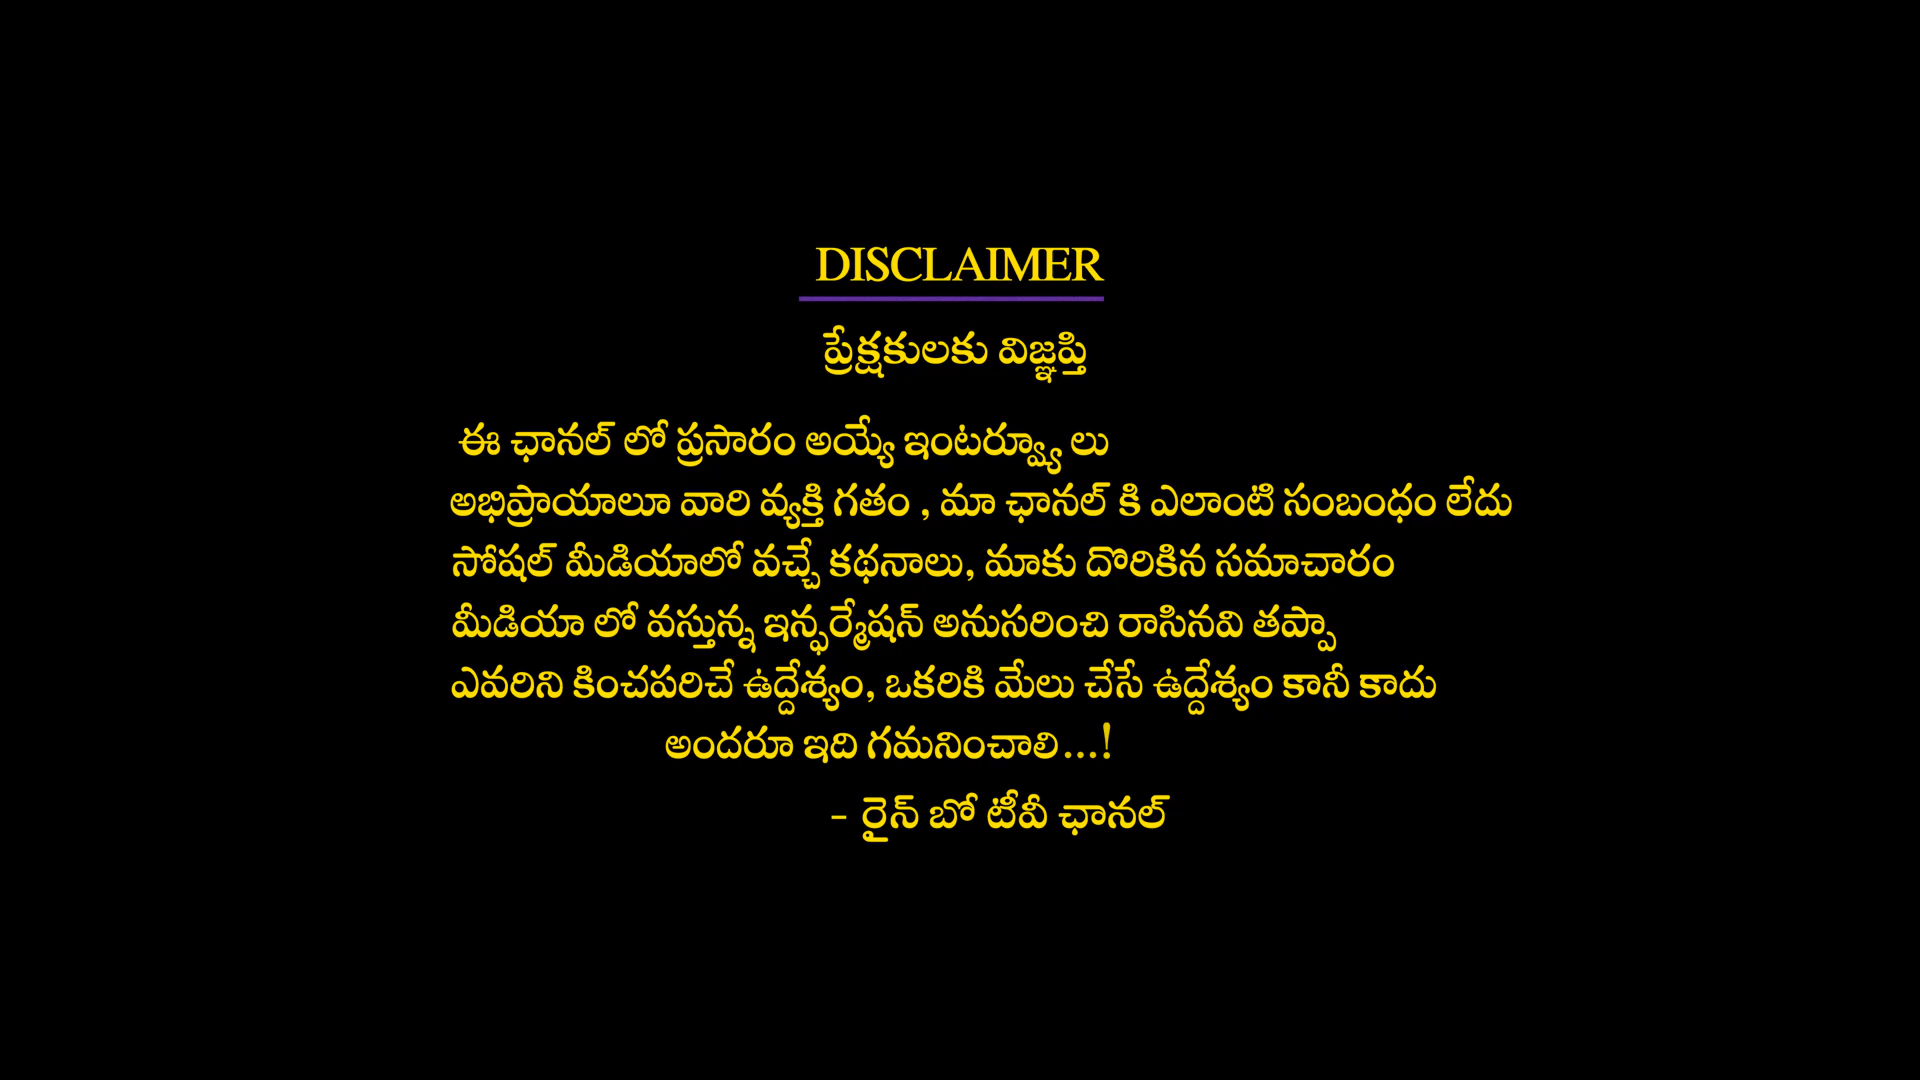 DISCLAIMER
ప్రేక్షకులకు విజ్ఞప్తి
ఈ ఛానల్ లో ప్రసారం అయ్యే ఇంటర్వ్యూ లు
అభిప్రాయాలూ వారి వ్యక్తి గతం , మా ఛానల్ కి ఎలాంటి సంబంధం లేదు
సోషల్ మీడియాలో వచ్చే కథనాలు, మాకు దొరికిన సమాచారం
మీడియా లో వస్తున్న ఇన్ఫర్మేషన్ అనుసరించి రాసినవి తప్పా
ఎవరిని కించపరిచే ఉద్దేశ్యం, ఒకరికి మేలు చేసే ఉద్దేశ్యం కానీ కాదు
అందరూ ఇది గమనించాలి...!
- రైన్ బో టీవీ ఛానల్